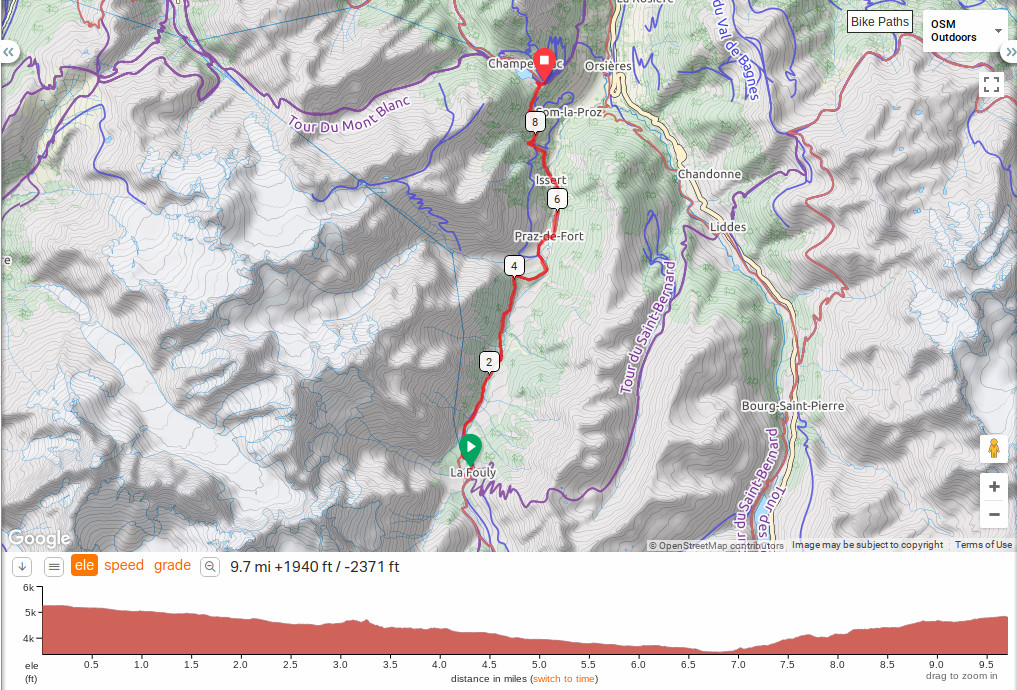 La Rosière
Bike Paths
OSM
Outdoors
du Val de Bagnes
Orsières
Tour Du Mont Blanc
Som-la-Proz
8
Chandonne
Issert
6
Liddes
Praz-de-Fort
4
Tour du Saint-Bernard
2
Bourg-Saint-Pierre
La Fouly
Tour des
Google
© OpenStreetMap contributors
Image may be subject to copyright
Terms of Use
ele
speed
grade
9.7 mi +1940 ft / -2371 ft
6k
5k
4k
ele
(ft)
0.5 1.0 1.5 2.0 2.5 3.0 3.5 4.0 4.5 5.0 5.5 6.0 6.5 7.0 7.5 8.0 8.5 9.0 9.5
distance in miles (switch to time)
drag to zoom in